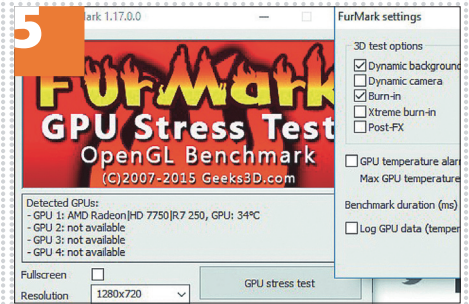 5
ark 1.17.0.0
FurMark
GPU Stress Test
OpenGL Benchmark
(C)2007-2015 Geeks3D.com
Detected GPUs:
- GPU 1: AMD Radeon|HD 7750|R7 250, GPU: 34°C
- GPU 2: not available
- GPU 3: not available
- GPU 4: not available
Fullscreen
Resolution
1280x720
GPU stress test
FurMark settings
3D test options
Dynamic background
Dynamic camera
Burn-in
Xtreme burn-in
Post-FX
GPU temperature alar
Max GPU temperature
Benchmark duration (ms)
Log GPU data (temper